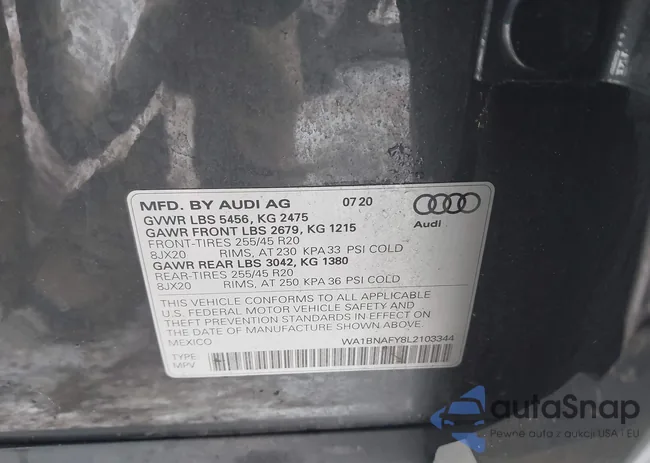 MFD. BY AUDI AG 07 20
GVWR LBS 5456, KG 2475
GAWR FRONT LBS 2679, KG 1215
FRONT-TIRES 255/45 R20
8JX20 RIMS, AT 230 KPA 33 PSI COLD
GAWR REAR LBS 3042, KG 1380
REAR-TIRES 255/45 R20
8JX20 RIMS, AT 250 KPA 36 PSI COLD
Audi
THIS VEHICLE CONFORMS TO ALL APPLICABLE
U.S. FEDERAL MOTOR VEHICLE SAFETY AND
THEFT PREVENTION STANDARDS IN EFFECT ON
THE DATE OF MANUFACTURING SHOWN ABOVE.
MEXICO WA1BNAFY8L2103344
TYPE:
MPV
autoSnap
Pewne auta z aukcji USA i EU